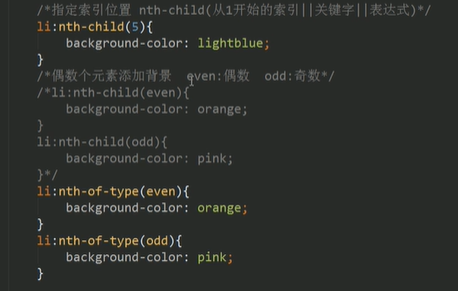 /*指定索引位置 nth-child(从1开始的索引||关键字||表达式)*/
li:nth-child(5){
    background-color: lightblue;
}
/*偶数个元素添加背景  even:偶数  odd:奇数*/
/*li:nth-child(even){
    background-color: orange;
}
li:nth-child(odd){
    background-color: pink;
}*/
li:nth-of-type(even){
    background-color: orange;
}
li:nth-of-type(odd){
    background-color: pink;
}